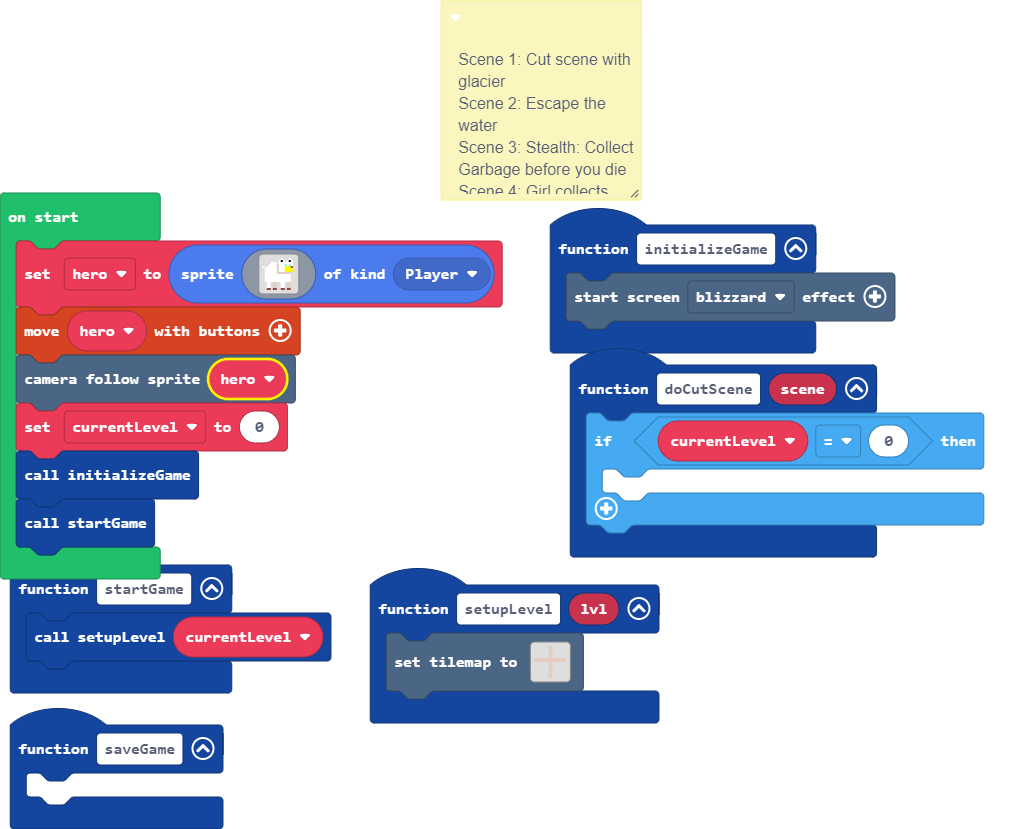 Scene 1: Cut scene with
glacier
Scene 2: Escape the
water
Scene 3: Stealth: Collect
Garbage before you die
Scene 4: Girl collects
on start
set hero to sprite of kind Player
move hero with buttons
camera follow sprite hero
set currentLevel to 0
call initializeGame
call startGame
function initializeGame
start screen blizzard effect
function doCutScene scene
if currentLevel = 0 then
function startGame
call setupLevel currentLevel
function setupLevel lvl
set tilemap to
function saveGame